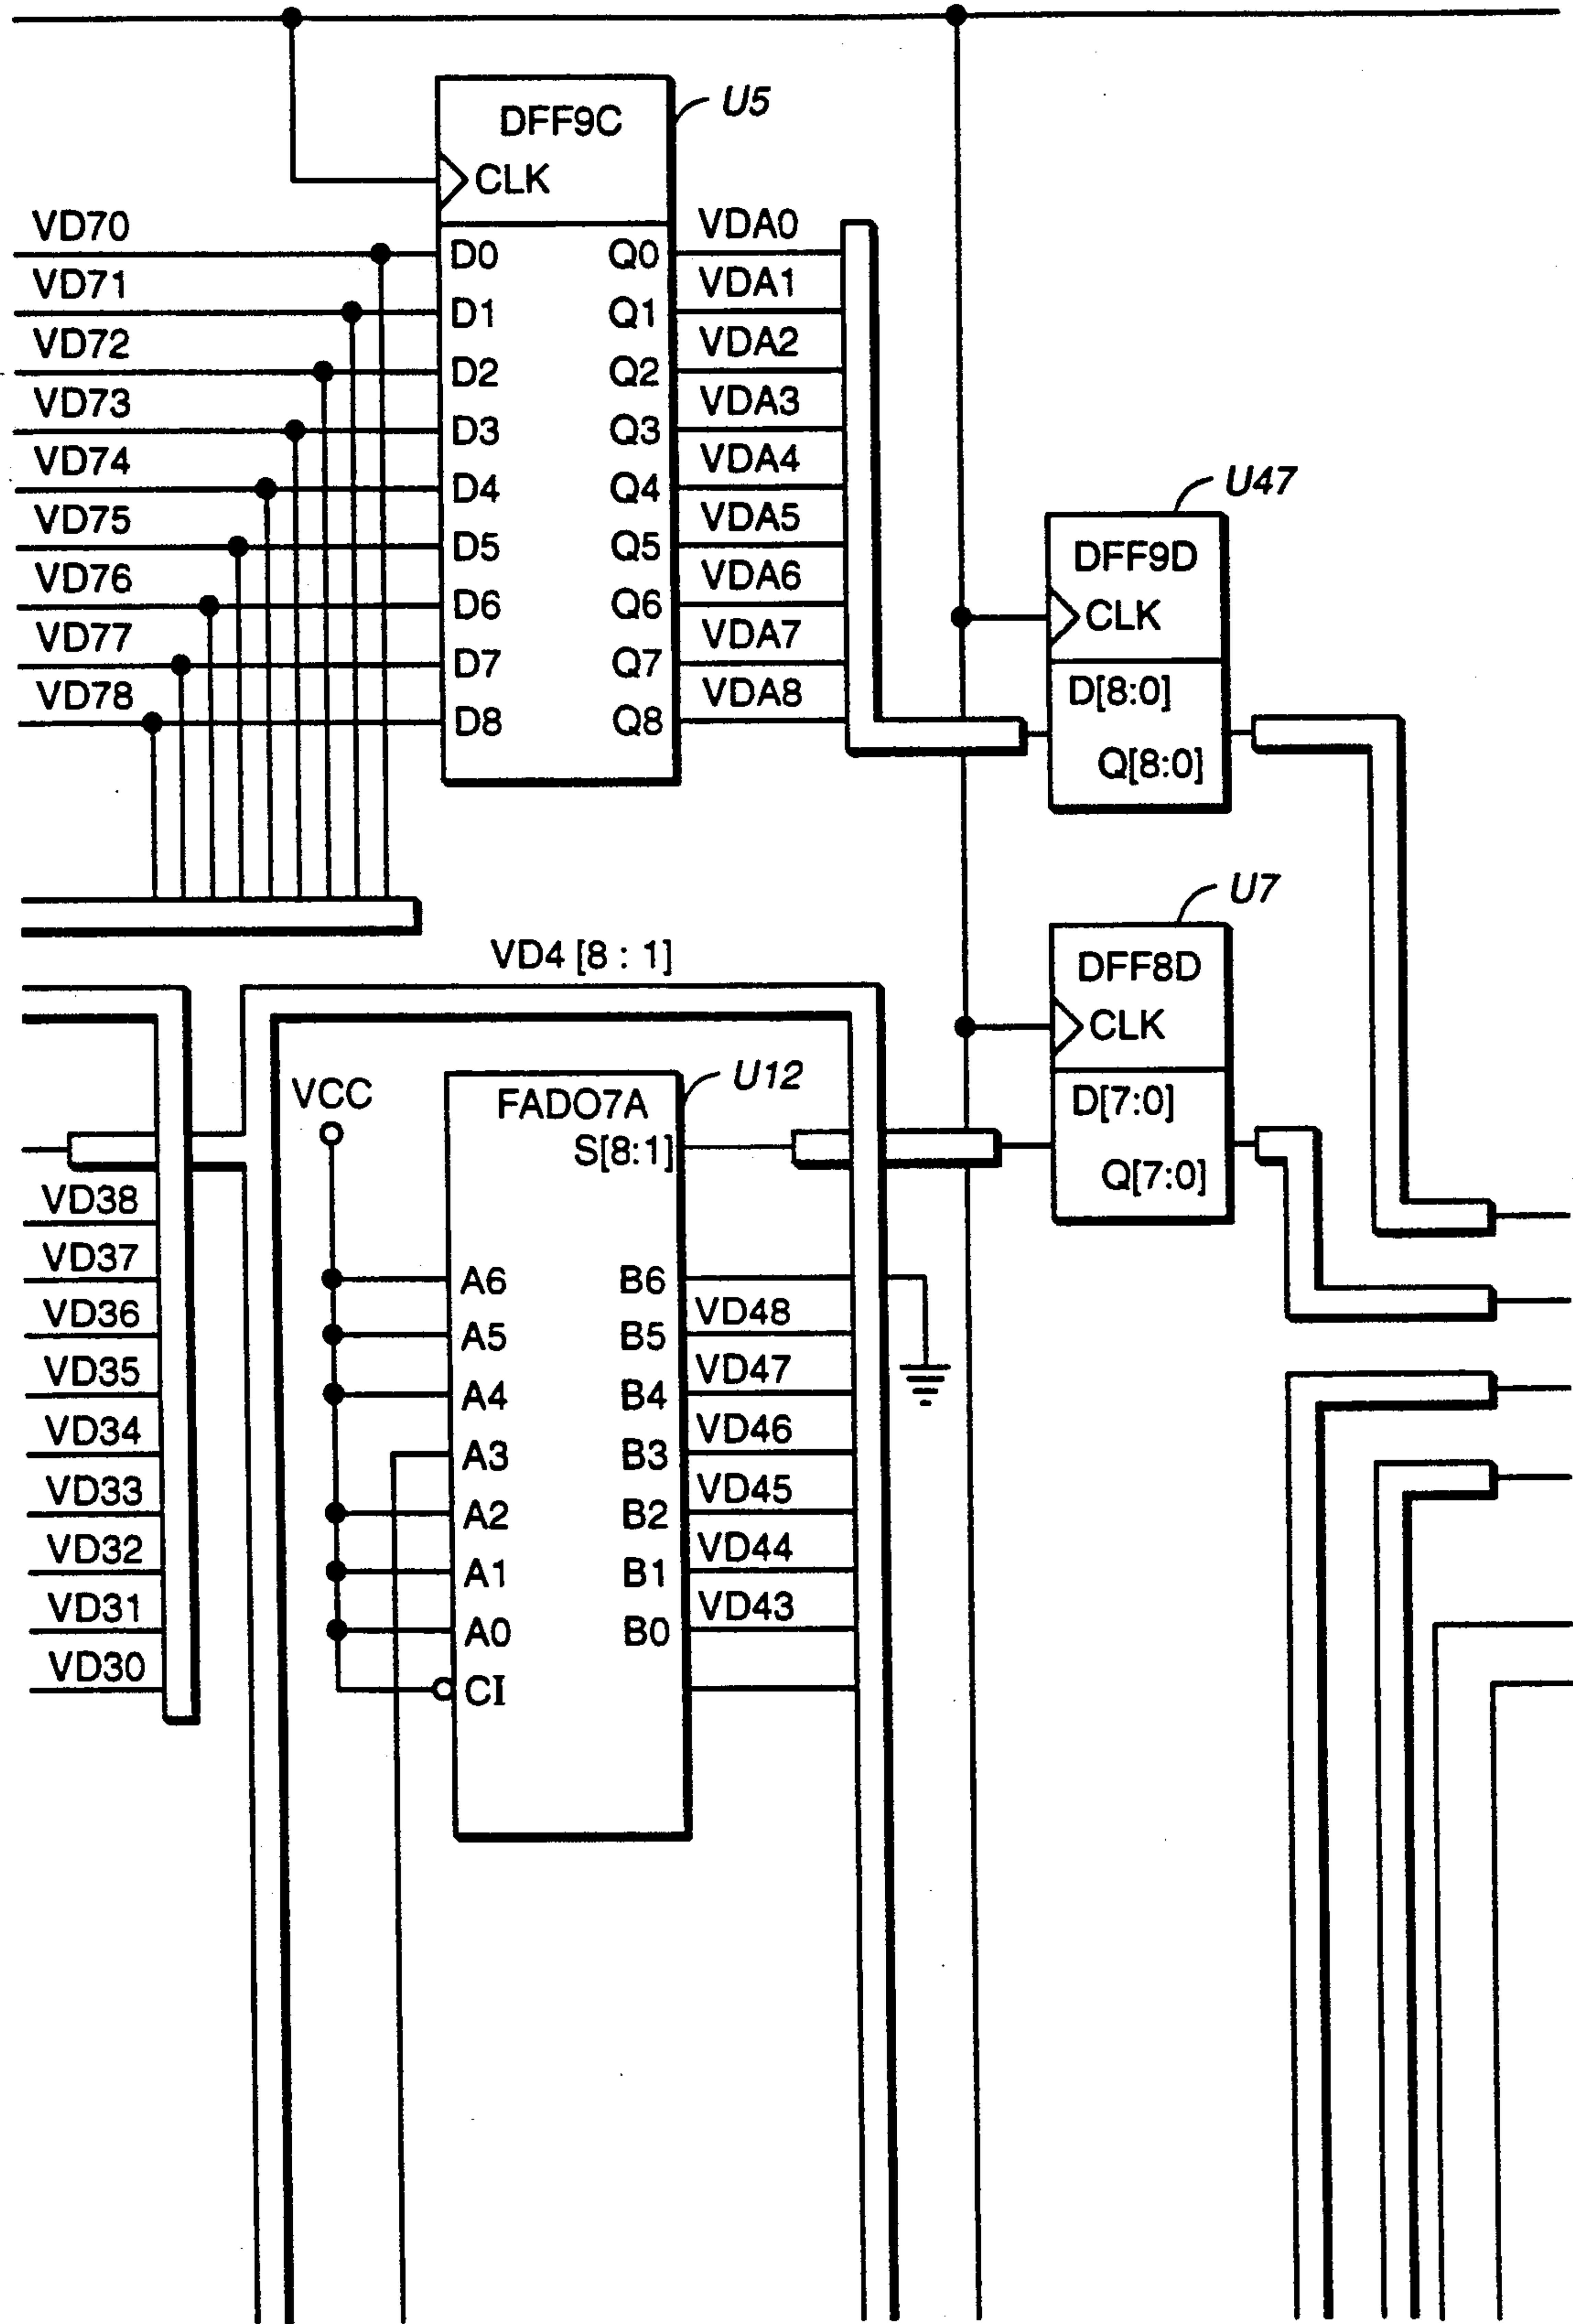 U5
DFF9C
CLK
VD70
VD71
VD72
VD73
VD74
VD75
VD76
VD77
VD78
D0
D1
D2
D3
D4
D5
D6
D7
D8
Q0
Q1
Q2
Q3
Q4
Q5
Q6
Q7
Q8
VDA0
VDA1
VDA2
VDA3
VDA4
VDA5
VDA6
VDA7
VDA8
U47
DFF9D
CLK
D[8:0]
Q[8:0]
U7
DFF8D
CLK
D[7:0]
Q[7:0]
VD4 [8 : 1]
VCC
U12
FADO7A
S[8:1]
VD38
VD37
VD36
VD35
VD34
VD33
VD32
VD31
VD30
A6
A5
A4
A3
A2
A1
A0
CI
B6
B5
B4
B3
B2
B1
B0
VD48
VD47
VD46
VD45
VD44
VD43